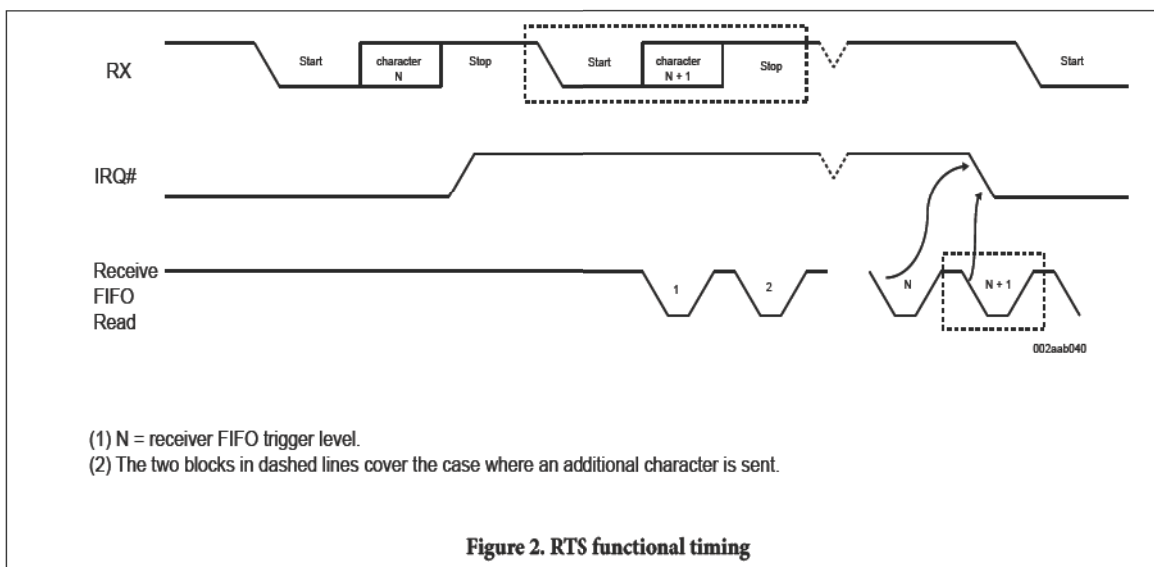 RX
Start
character
N
Stop
Start
character
N + 1
Stop
Start
IRQ#
Receive
FIFO
Read
1
2
N
N + 1
002aab040
(1) N = receiver FIFO trigger level.
(2) The two blocks in dashed lines cover the case where an additional character is sent.
Figure 2. RTS functional timing